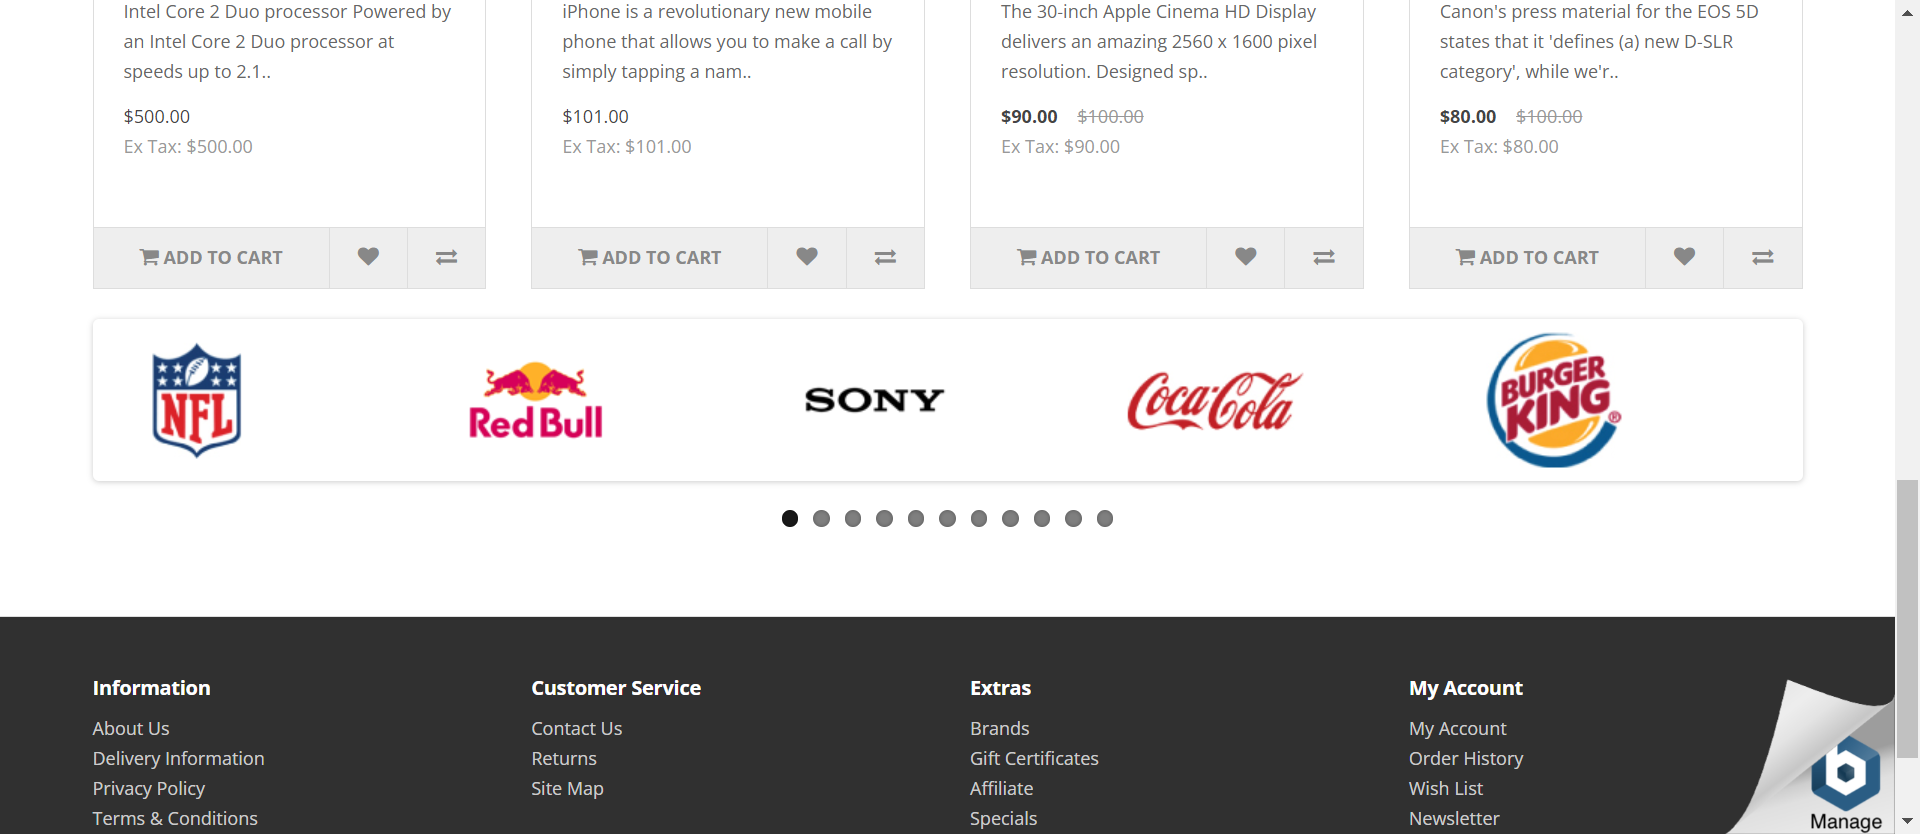 Intel Core 2 Duo processor Powered by
an Intel Core 2 Duo processor at
speeds up to 2.1..
$500.00
Ex Tax: $500.00
ADD TO CART
iPhone is a revolutionary new mobile
phone that allows you to make a call by
simply tapping a nam..
$101.00
Ex Tax: $101.00
ADD TO CART
The 30-inch Apple Cinema HD Display
delivers an amazing 2560 x 1600 pixel
resolution. Designed sp..
$90.00 $100.00
Ex Tax: $90.00
ADD TO CART
Canon's press material for the EOS 5D
states that it 'defines (a) new D-SLR
category', while we'r..
$80.00 $100.00
Ex Tax: $80.00
ADD TO CART
NFL
Red Bull
SONY
Coca-Cola
BURGER
KING®
Information
About Us
Delivery Information
Privacy Policy
Terms & Conditions
Customer Service
Contact Us
Returns
Site Map
Extras
Brands
Gift Certificates
Affiliate
Specials
My Account
My Account
Order History
Wish List
Newsletter
b
Manage